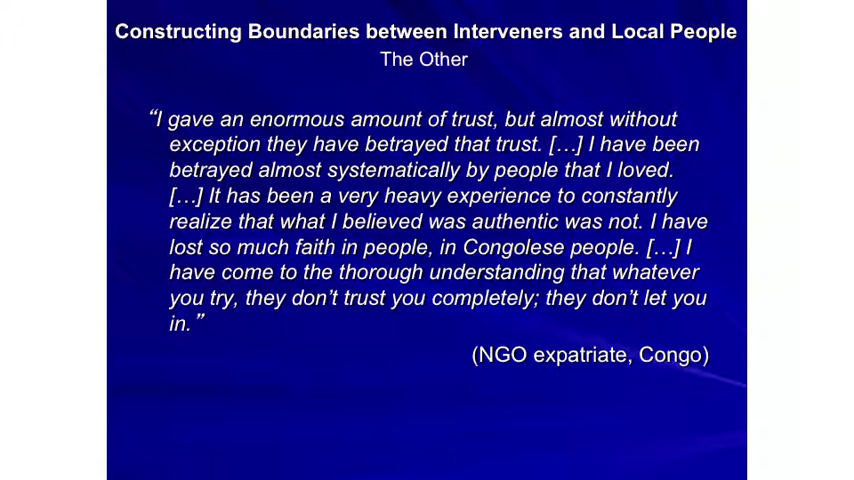 Constructing Boundaries between Interveners and Local People
The Other
“I gave an enormous amount of trust, but almost without
exception they have betrayed that trust. […] I have been
betrayed almost systematically by people that I loved.
[…] It has been a very heavy experience to constantly
realize that what I believed was authentic was not. I have
lost so much faith in people, in Congolese people. […] I
have come to the thorough understanding that whatever
you try, they don’t trust you completely; they don’t let you
in.”
(NGO expatriate, Congo)